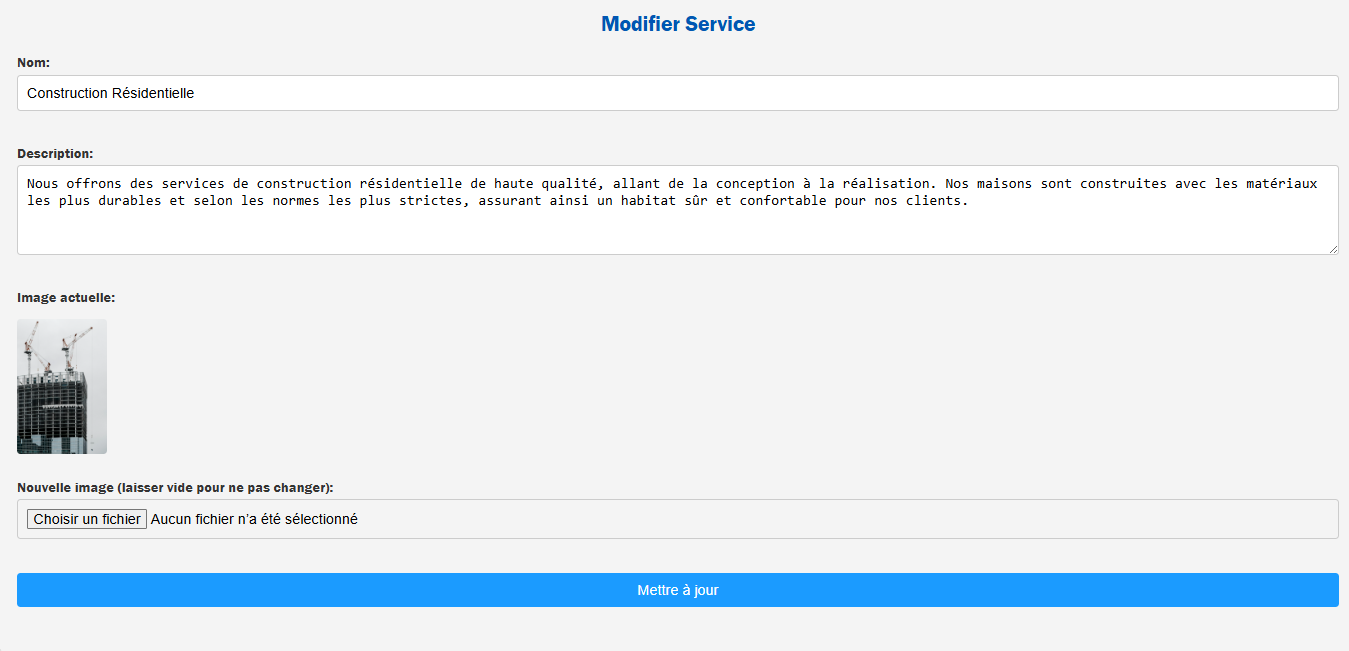 Modifier Service
Nom:
Construction Résidentielle
Description:
Nous offrons des services de construction résidentielle de haute qualité, allant de la conception à la réalisation. Nos maisons sont construites avec les matériaux
les plus durables et selon les normes les plus strictes, assurant ainsi un habitat sûr et confortable pour nos clients.
Image actuelle:
Nouvelle image (laisser vide pour ne pas changer):
Choisir un fichier Aucun fichier n’a été sélectionné
Mettre à jour